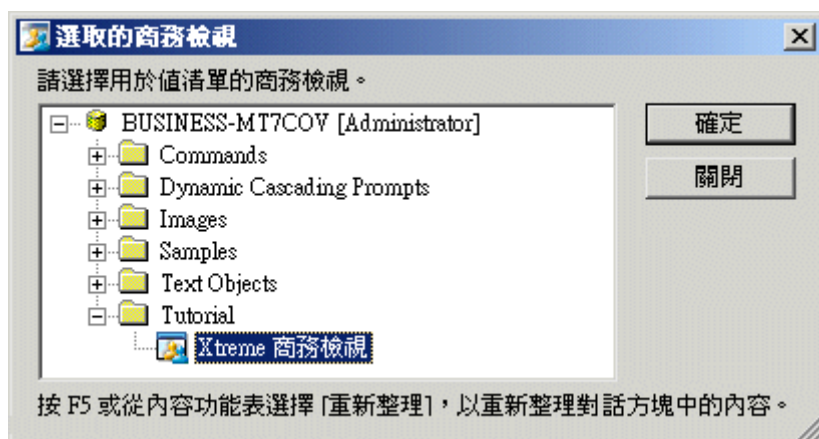 選取的商務檢視
請選擇用於值清單的商務檢視。
BUSINESS-MT7COV [Administrator]
確定
Commands
關閉
Dynamic Cascading Prompts
Images
Samples
Text Objects
Tutorial
Xtreme 商務檢視
按 F5 或從內容功能表選擇 [重新整理]，以重新整理對話方塊中的內容。